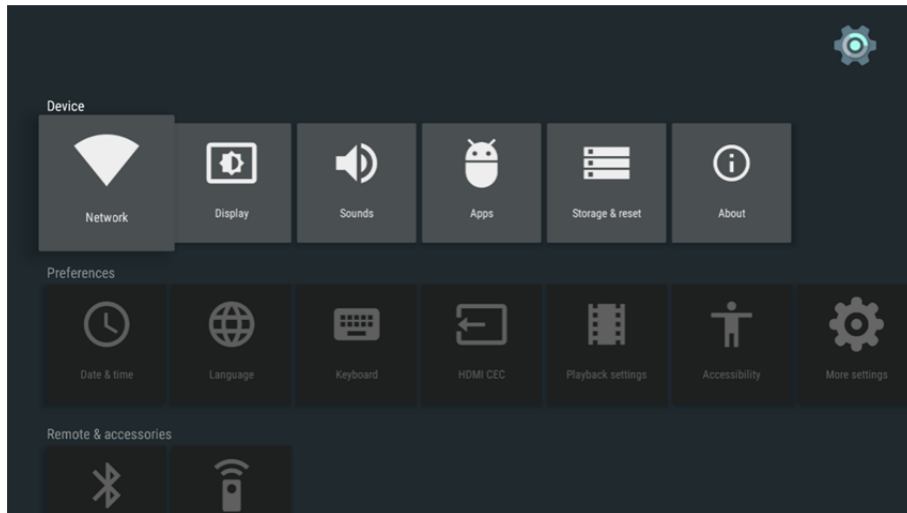 Device
Network
Display
Sounds
Apps
Storage & reset
About
Preferences
Date & time
Language
Keyboard
HDMI CEC
Playback settings
Accessibility
More settings
Remote & accessories